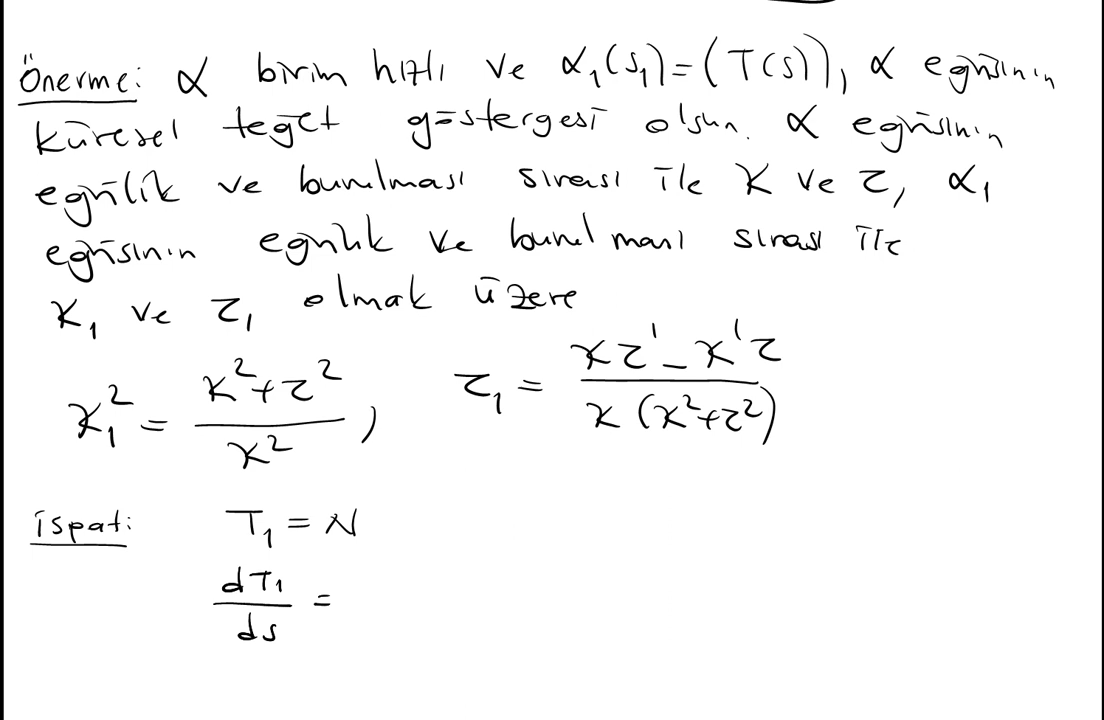 Önerme: α birim hızlı ve α₁(s₁)=(T(s)), α eğrisinin
küresel teğet göstergesi olsun. α eğrisinin
eğrilik ve burulması sırası ile κ ve τ, α₁
eğrisinin eğrilik ve burulması sırası ile
κ₁ ve τ₁ olmak üzere
κ₁² = (κ²+τ²)/κ², τ₁ = (κτ'-κ'τ)/(κ(κ²+τ²))
ispat: T₁ = N
dT₁/ds =